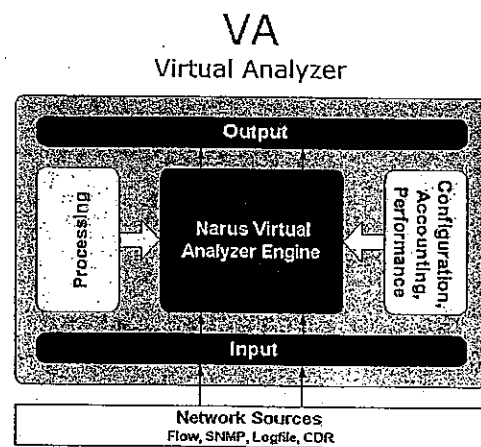 VA
Virtual Analyzer
Output
Processing
Narus Virtual
Analyzer Engine
Configuration,
Accounting,
Performance
Input
Network Sources
Flow, SNMP, Logfile, CDR